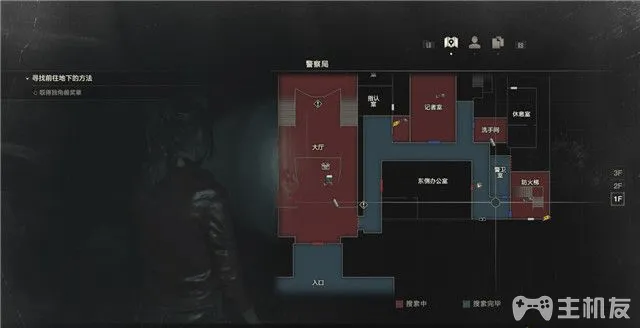 警察局
寻找前往地下的方法
取得独角兽奖章
指认
室
记者室
休息室
洗手间
大厅
东侧办公室
警卫
室
防火梯
3F
2F
1F
入口
搜索中
搜索完毕
主机友